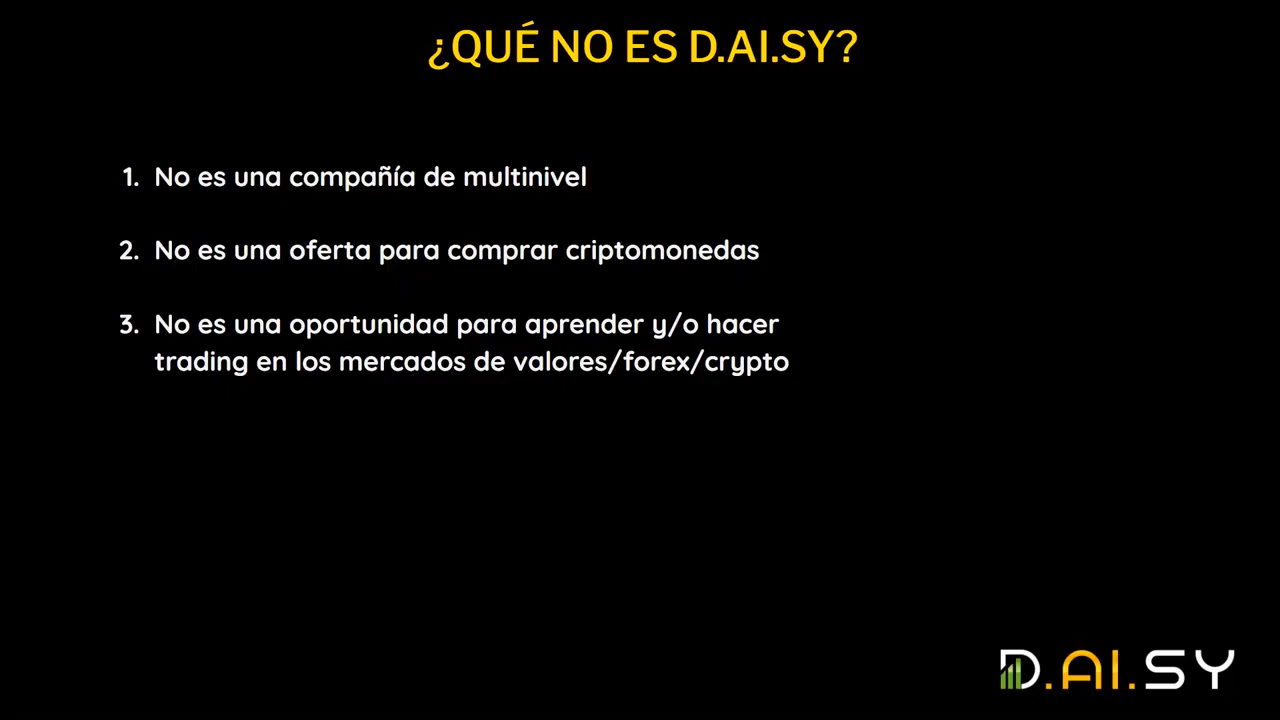 ¿QUÉ NO ES D.AI.SY?
1. No es una compañía de multinivel
2. No es una oferta para comprar criptomonedas
3. No es una oportunidad para aprender y/o hacer
trading en los mercados de valores/forex/crypto
D.AI.SY